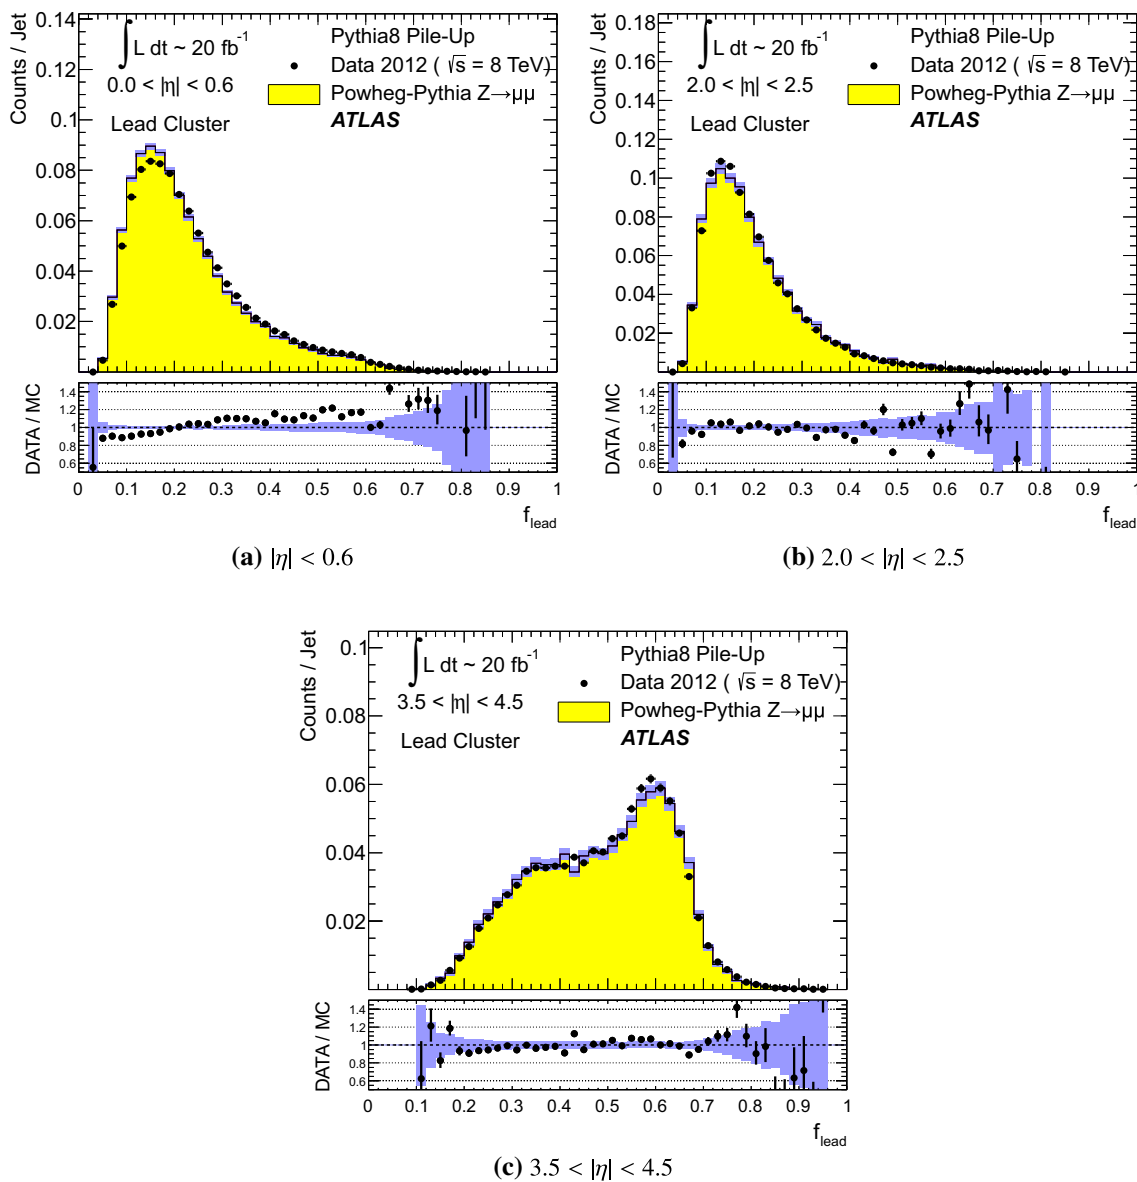 Counts / Jet
0.14
0.12
0.1
0.08
0.06
0.04
0.02
∫ L dt ~ 20 fb⁻¹
0.0 < |η| < 0.6
Lead Cluster
Pythia8 Pile-Up
Data 2012 ( √s = 8 TeV)
Powheg-Pythia Z→μμ
ATLAS
DATA / MC
1.4
1.2
1
0.8
0.6
0 0.1 0.2 0.3 0.4 0.5 0.6 0.7 0.8 0.9 1
f_lead
(a) |η| < 0.6
Counts / Jet
0.18
0.16
0.14
0.12
0.10
0.08
0.06
0.04
0.02
∫ L dt ~ 20 fb⁻¹
2.0 < |η| < 2.5
Lead Cluster
Pythia8 Pile-Up
Data 2012 ( √s = 8 TeV)
Powheg-Pythia Z→μμ
ATLAS
DATA / MC
1.4
1.2
1
0.8
0.6
0 0.1 0.2 0.3 0.4 0.5 0.6 0.7 0.8 0.9 1
f_lead
(b) 2.0 < |η| < 2.5
Counts / Jet
0.1
0.08
0.06
0.04
0.02
∫ L dt ~ 20 fb⁻¹
3.5 < |η| < 4.5
Lead Cluster
Pythia8 Pile-Up
Data 2012 ( √s = 8 TeV)
Powheg-Pythia Z→μμ
ATLAS
DATA / MC
1.4
1.2
1
0.8
0.6
0 0.1 0.2 0.3 0.4 0.5 0.6 0.7 0.8 0.9 1
f_lead
(c) 3.5 < |η| < 4.5